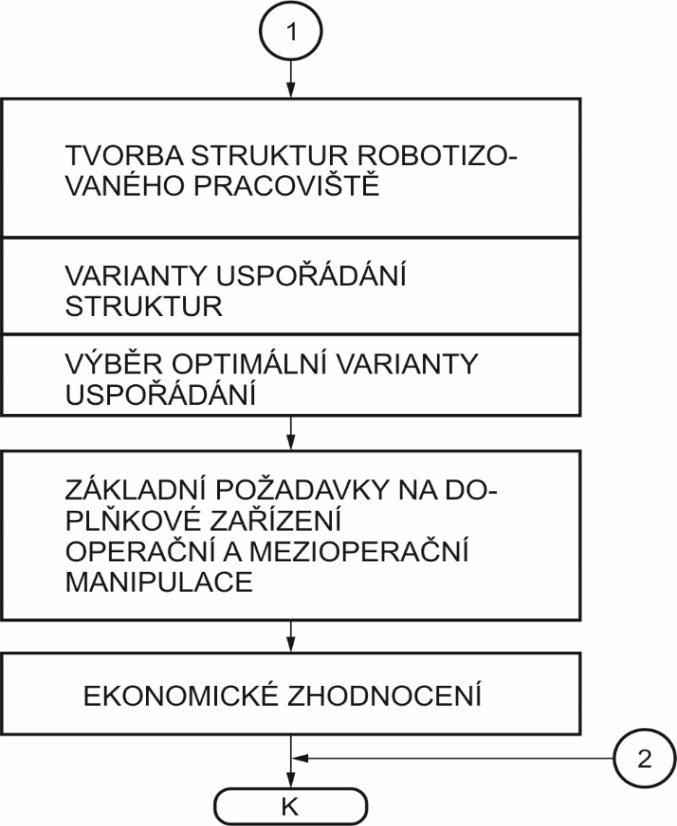 1
TVORBA STRUKTUR ROBOTIZO-
VANÉHO PRACOVIŠTĚ
VARIANTY USPOŘÁDÁNÍ
STRUKTUR
VÝBĚR OPTIMÁLNÍ VARIANTY
USPOŘÁDÁNÍ
ZÁKLADNÍ POŽADAVKY NA DO-
PLŇKOVÉ ZAŘÍZENÍ
OPERAČNÍ A MEZIOPERAČNÍ
MANIPULACE
EKONOMICKÉ ZHODNOCENÍ
2
K